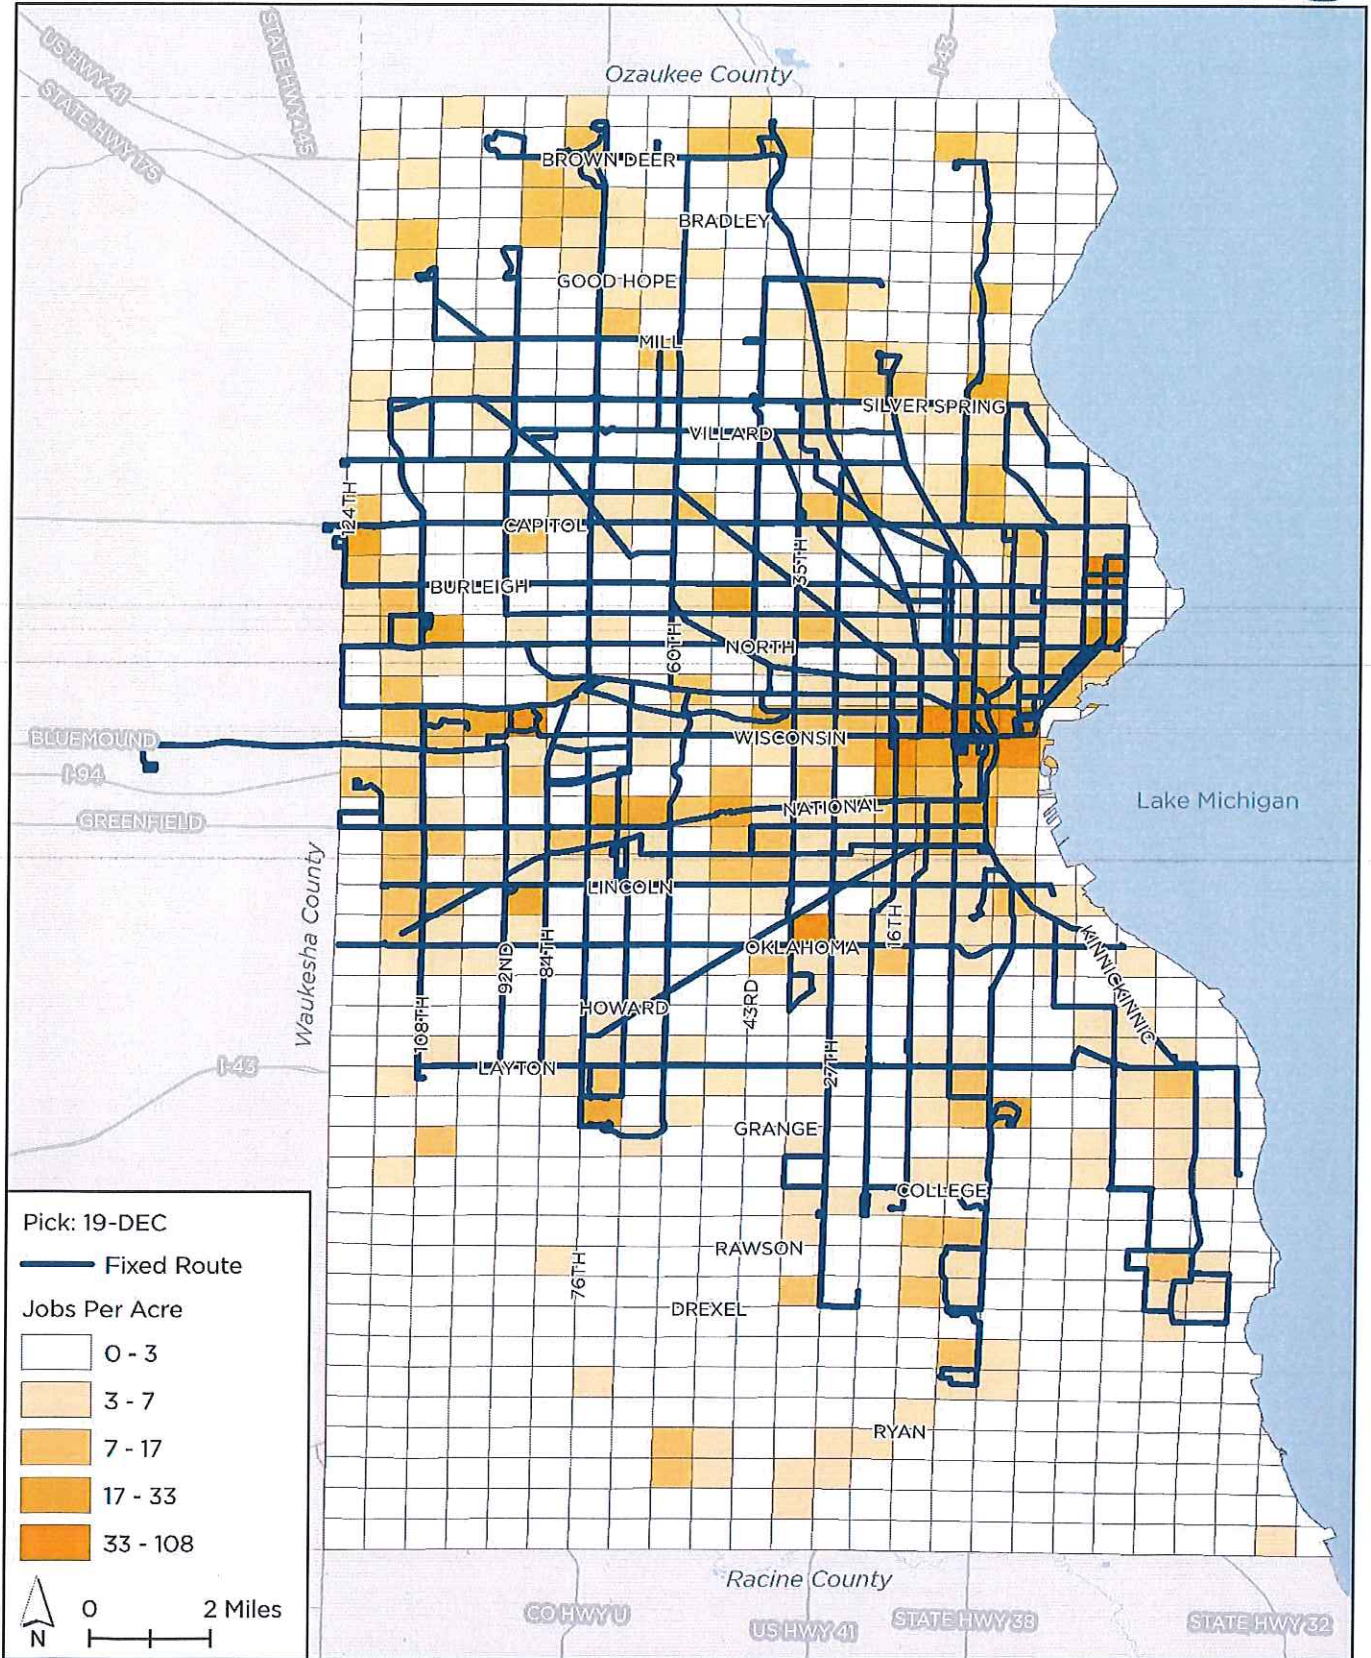 US HWY 41
STATE HWY 175
STATE HWY 145
I-43
Ozaukee County
BROWN DEER
BRADLEY
GOOD HOPE
MILL
SILVER SPRING
VILLARD
124TH
CAPITOL
35TH
BURLEIGH
60TH
NORTH
BLUEMOUND
WISCONSIN
I-94
NATIONAL
Lake Michigan
GREENFIELD
LINCOLN
Waukesha County
16TH
KINNICKINNIC
OKLAHOMA
92ND
84TH
HOWARD
43RD
108TH
I-43
LAYTON
27TH
GRANGE
COLLEGE
RAWSON
76TH
DREXEL
RYAN
Pick: 19-DEC
Fixed Route
Jobs Per Acre
0 - 3
3 - 7
7 - 17
17 - 33
33 - 108
N
0 2 Miles
Racine County
CO HWY U
US HWY 41
STATE HWY 38
STATE HWY 32